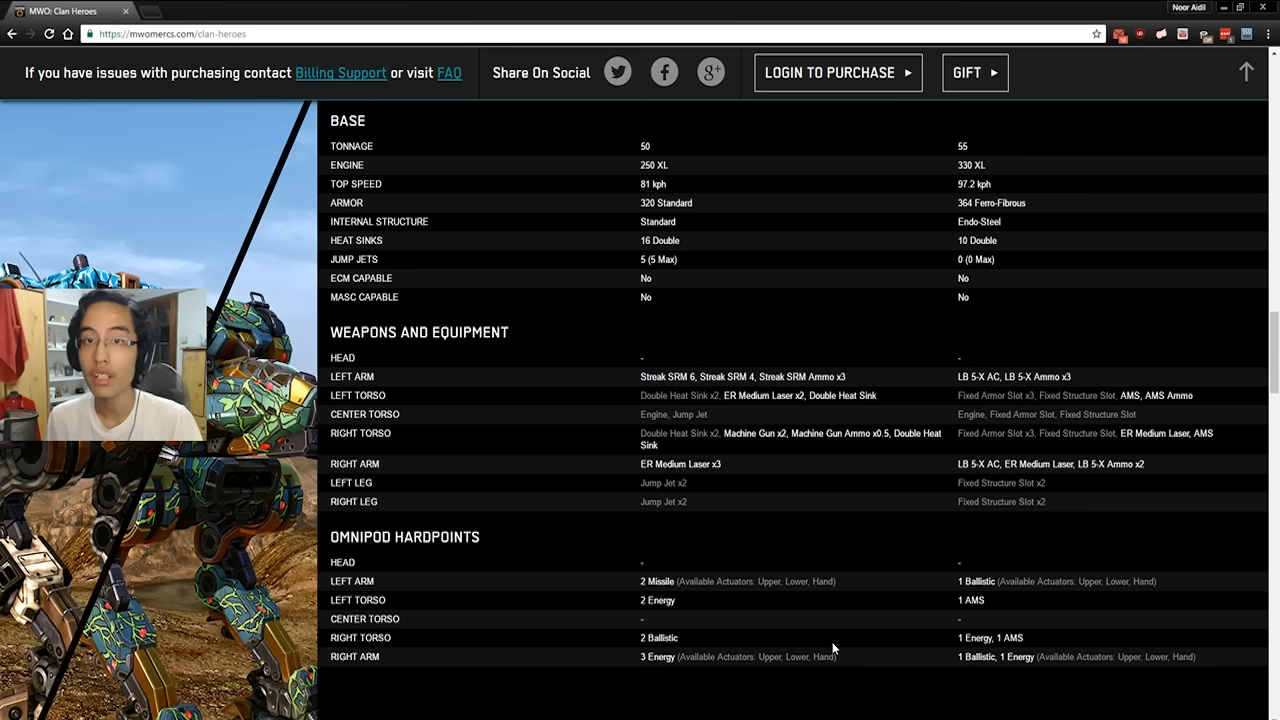 MWO: Clan Heroes
Noor Aidil
https://mwomercs.com/clan-heroes
If you have issues with purchasing contact Billing Support or visit FAQ
Share On Social
LOGIN TO PURCHASE
GIFT
BASE
TONNAGE 50 55
ENGINE 250 XL 330 XL
TOP SPEED 81 kph 97.2 kph
ARMOR 320 Standard 364 Ferro-Fibrous
INTERNAL STRUCTURE Standard Endo-Steel
HEAT SINKS 16 Double 10 Double
JUMP JETS 5 (5 Max) 0 (0 Max)
ECM CAPABLE No No
MASC CAPABLE No No
WEAPONS AND EQUIPMENT
HEAD - -
LEFT ARM Streak SRM 6, Streak SRM 4, Streak SRM Ammo x3 LB 5-X AC, LB 5-X Ammo x3
LEFT TORSO Double Heat Sink x2, ER Medium Laser x2, Double Heat Sink Fixed Armor Slot x3, Fixed Structure Slot, AMS, AMS Ammo
CENTER TORSO Engine, Jump Jet Engine, Fixed Armor Slot, Fixed Structure Slot
RIGHT TORSO Double Heat Sink x2, Machine Gun x2, Machine Gun Ammo x0.5, Double Heat Fixed Armor Slot x3, Fixed Structure Slot, ER Medium Laser, AMS
Sink
RIGHT ARM ER Medium Laser x3 LB 5-X AC, ER Medium Laser, LB 5-X Ammo x2
LEFT LEG Jump Jet x2 Fixed Structure Slot x2
RIGHT LEG Jump Jet x2 Fixed Structure Slot x2
OMNIPOD HARDPOINTS
HEAD - -
LEFT ARM 2 Missile (Available Actuators: Upper, Lower, Hand) 1 Ballistic (Available Actuators: Upper, Lower, Hand)
LEFT TORSO 2 Energy 1 AMS
CENTER TORSO - -
RIGHT TORSO 2 Ballistic 1 Energy, 1 AMS
RIGHT ARM 3 Energy (Available Actuators: Upper, Lower, Hand) 1 Ballistic, 1 Energy (Available Actuators: Upper, Lower, Hand)